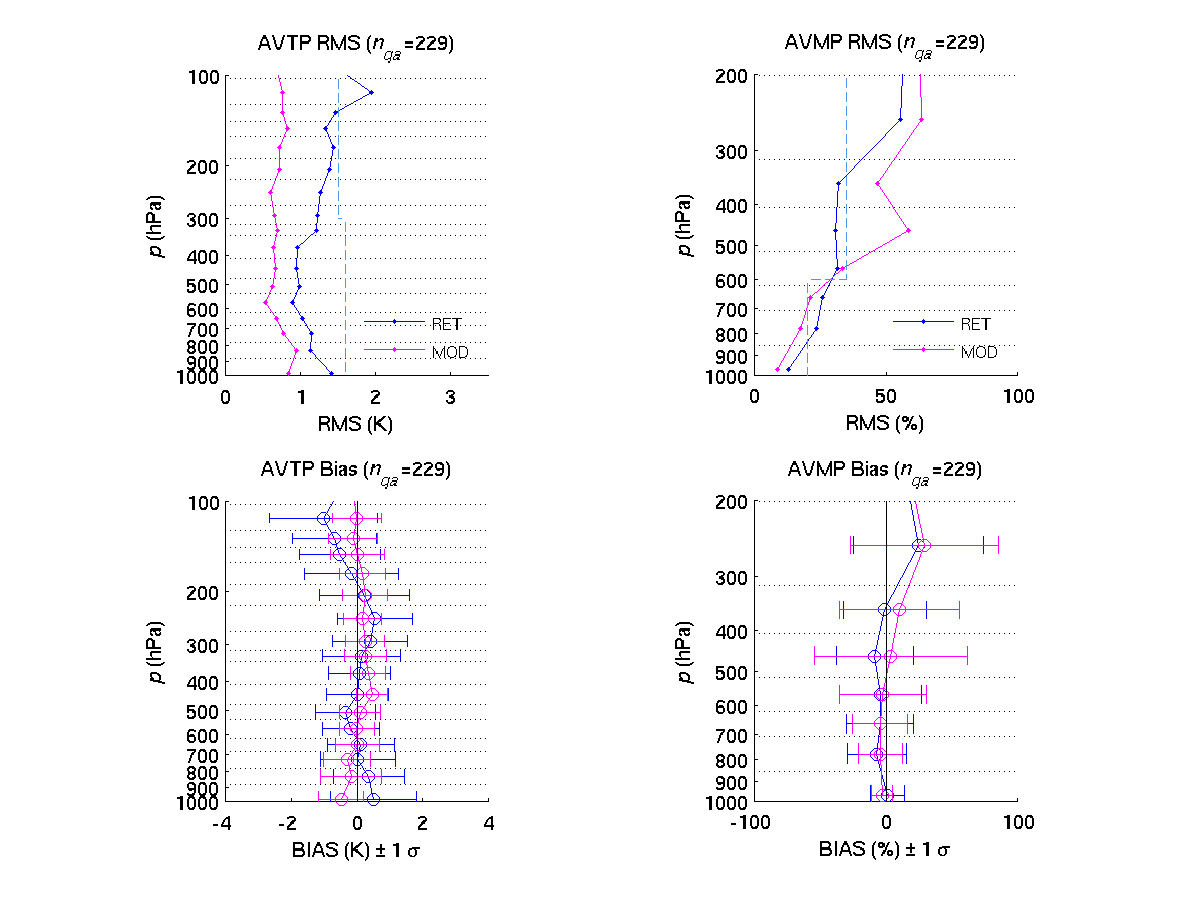 AVTP RMS (n_qa=229)
100
200
300
400
500
600
700
800
900
1000
p (hPa)
RET
MOD
0 1 2 3
RMS (K)
AVMP RMS (n_qa=229)
200
300
400
500
600
700
800
900
1000
p (hPa)
RET
MOD
0 50 100
RMS (%)
AVTP Bias (n_qa=229)
100
200
300
400
500
600
700
800
900
1000
p (hPa)
-4 -2 0 2 4
BIAS (K) ± 1 σ
AVMP Bias (n_qa=229)
200
300
400
500
600
700
800
900
1000
p (hPa)
-100 0 100
BIAS (%) ± 1 σ